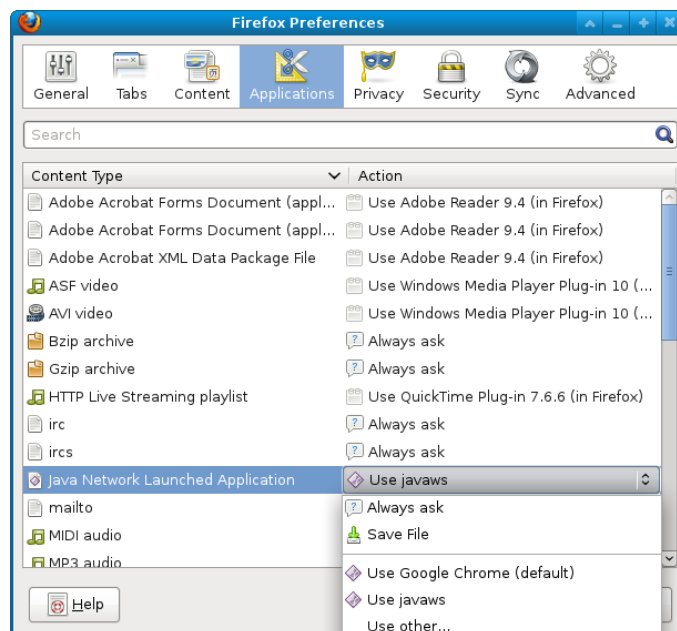 Firefox Preferences
General Tabs Content Applications Privacy Security Sync Advanced
Search
Content Type Action
Adobe Acrobat Forms Document (appl... Use Adobe Reader 9.4 (in Firefox)
Adobe Acrobat Forms Document (appl... Use Adobe Reader 9.4 (in Firefox)
Adobe Acrobat XML Data Package File Use Adobe Reader 9.4 (in Firefox)
ASF video Use Windows Media Player Plug-in 10 (...
AVI video Use Windows Media Player Plug-in 10 (...
Bzip archive Always ask
Gzip archive Always ask
HTTP Live Streaming playlist Use QuickTime Plug-in 7.6.6 (in Firefox)
irc Always ask
ircs Always ask
Java Network Launched Application Use javaws
mailto Always ask
MIDI audio Save File
MP3 audio
Use Google Chrome (default)
Help Use javaws
Use other...